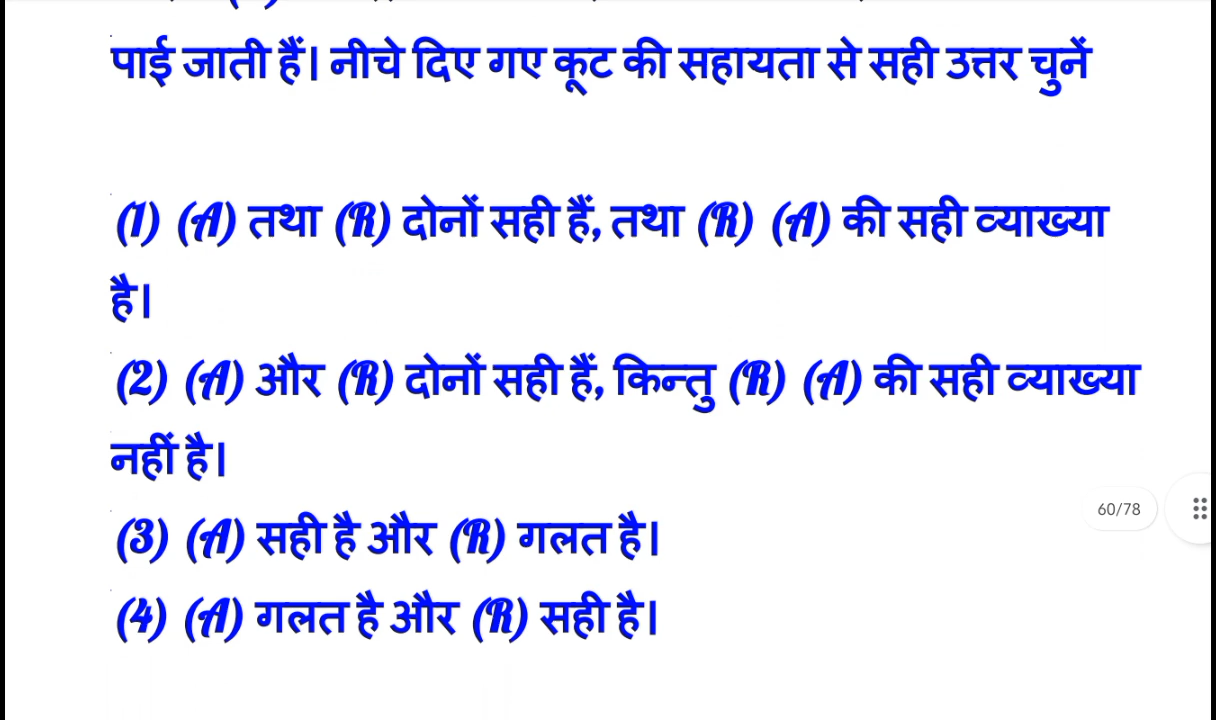 पाई जाती हैं। नीचे दिए गए कूट की सहायता से सही उत्तर चुनें
(1) (A) तथा (R) दोनों सही हैं, तथा (R) (A) की सही व्याख्या
है।
(2) (A) और (R) दोनों सही हैं, किन्तु (R) (A) की सही व्याख्या
नहीं है।
60/78
(3) (A) सही है और (R) गलत है।
(4) (A) गलत है और (R) सही है।